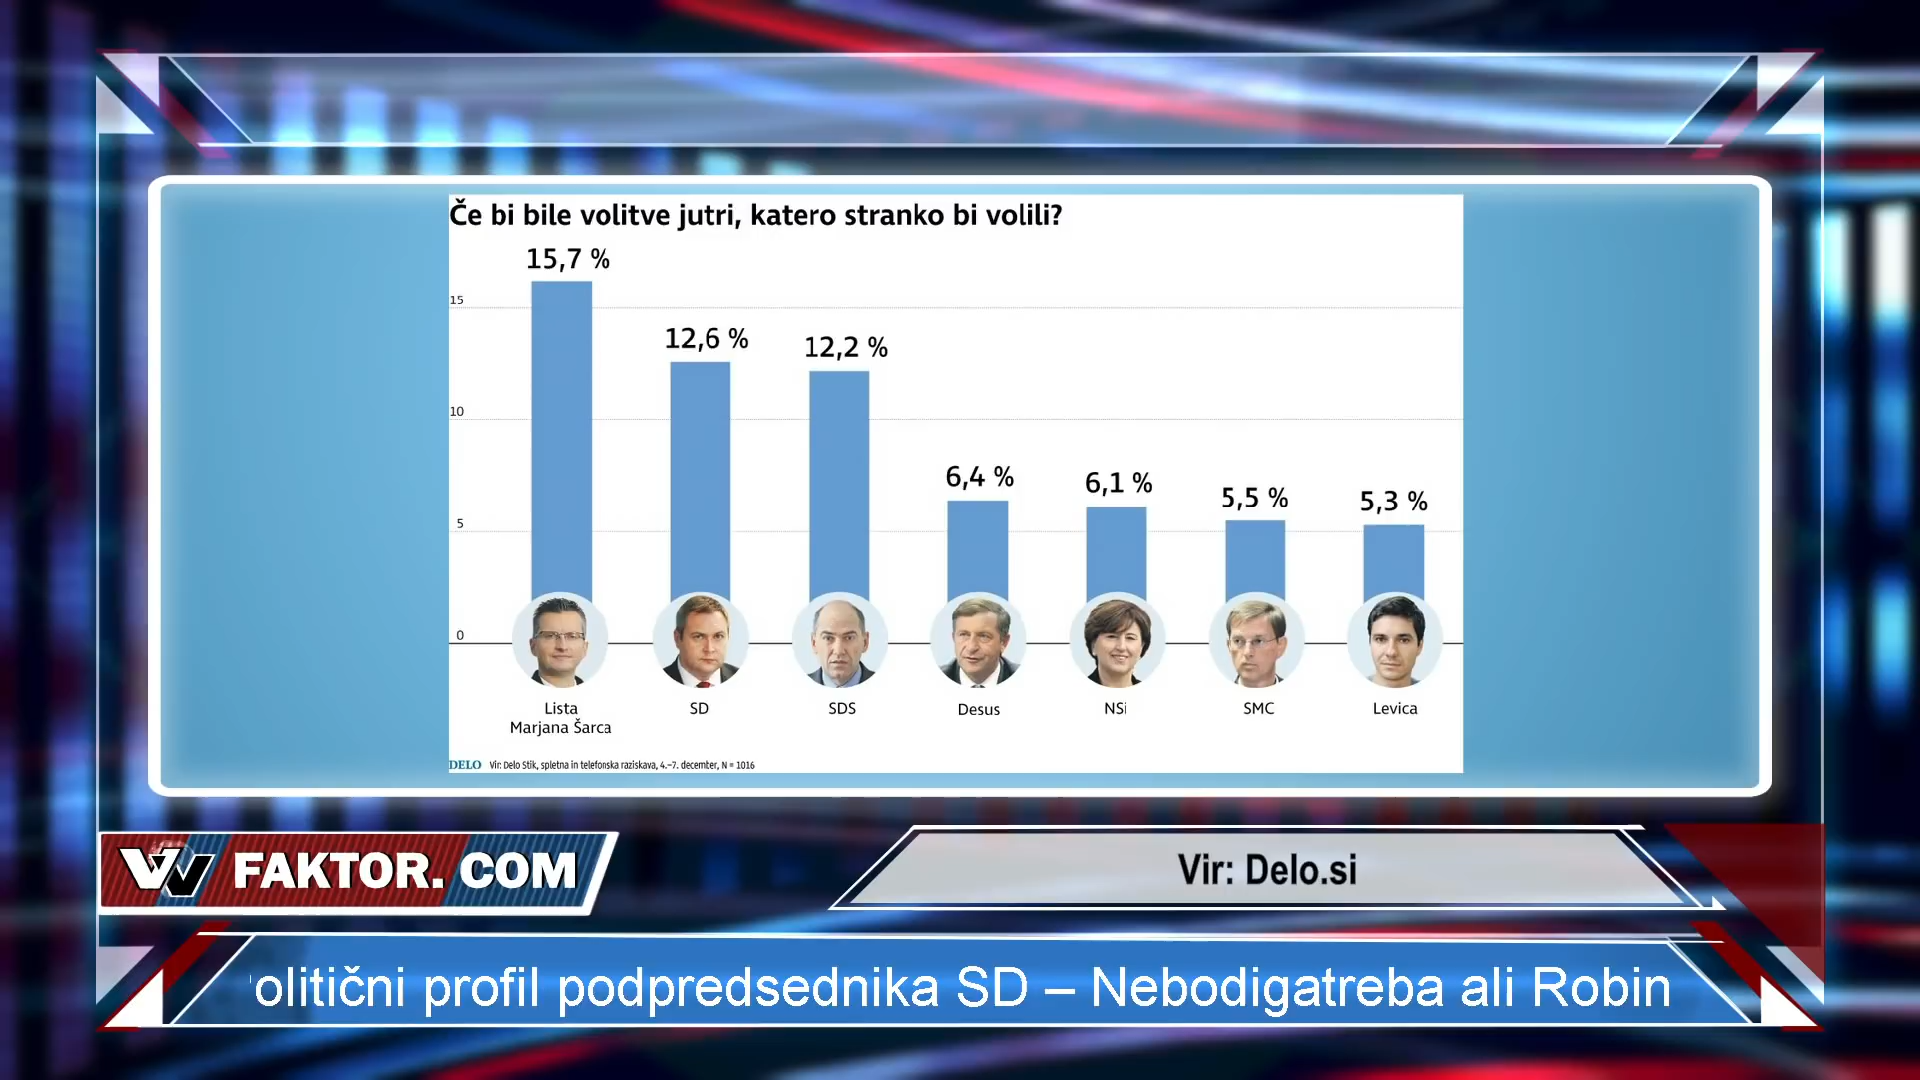 Če bi bile volitve jutri, katero stranko bi volili?
15,7 %
12,6 %
12,2 %
6,4 %
6,1 %
5,5 %
5,3 %
15
10
5
0
Lista
Marjana Šarca
SD
SDS
Desus
NSi
SMC
Levica
DELO Vir: Delo Stik, spletna in telefonska raziskava, 4.–7. december, N = 1016
FAKTOR. COM
Vir: Delo.si
olitični profil podpredsednika SD – Nebodigatreba ali Robin